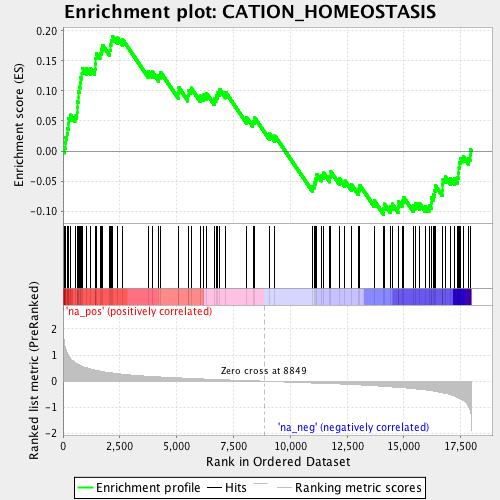 Enrichment plot: CATION_HOMEOSTASIS
Enrichment score (ES)
0.20
0.15
0.10
0.05
0.00
-0.05
-0.10
'na_pos' (positively correlated)
Ranked list metric (PreRanked)
2
1
0
-1
-2
Zero cross at 8849
'na_neg' (negatively correlated)
0
2,500
5,000
7,500
10,000
12,500
15,000
17,500
Rank in Ordered Dataset
Enrichment profile
Hits
Ranking metric scores